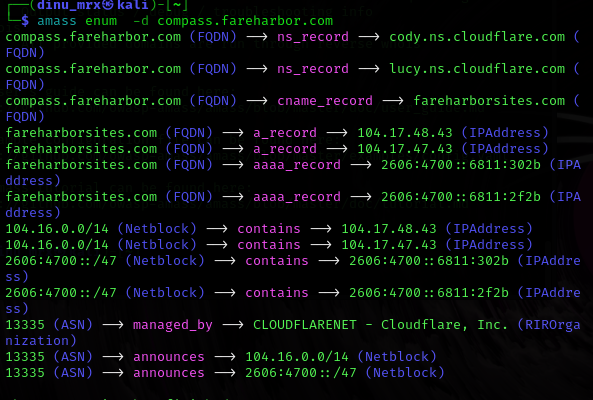 ┌──(dinu_mrx㉿kali)-[~]
└─$ amass enum  -d compass.fareharbor.com
compass.fareharbor.com (FQDN) ⟶ ns_record ⟶ cody.ns.cloudflare.com (
FQDN)
compass.fareharbor.com (FQDN) ⟶ ns_record ⟶ lucy.ns.cloudflare.com (
FQDN)
compass.fareharbor.com (FQDN) ⟶ cname_record ⟶ fareharborsites.com (
FQDN)
fareharborsites.com (FQDN) ⟶ a_record ⟶ 104.17.48.43 (IPAddress)
fareharborsites.com (FQDN) ⟶ a_record ⟶ 104.17.47.43 (IPAddress)
fareharborsites.com (FQDN) ⟶ aaaa_record ⟶ 2606:4700::6811:302b (IPA
ddress)
fareharborsites.com (FQDN) ⟶ aaaa_record ⟶ 2606:4700::6811:2f2b (IPA
ddress)
104.16.0.0/14 (Netblock) ⟶ contains ⟶ 104.17.48.43 (IPAddress)
104.16.0.0/14 (Netblock) ⟶ contains ⟶ 104.17.47.43 (IPAddress)
2606:4700::/47 (Netblock) ⟶ contains ⟶ 2606:4700::6811:302b (IPAddre
ss)
2606:4700::/47 (Netblock) ⟶ contains ⟶ 2606:4700::6811:2f2b (IPAddre
ss)
13335 (ASN) ⟶ managed_by ⟶ CLOUDFLARENET - Cloudflare, Inc. (RIROrga
nization)
13335 (ASN) ⟶ announces ⟶ 104.16.0.0/14 (Netblock)
13335 (ASN) ⟶ announces ⟶ 2606:4700::/47 (Netblock)